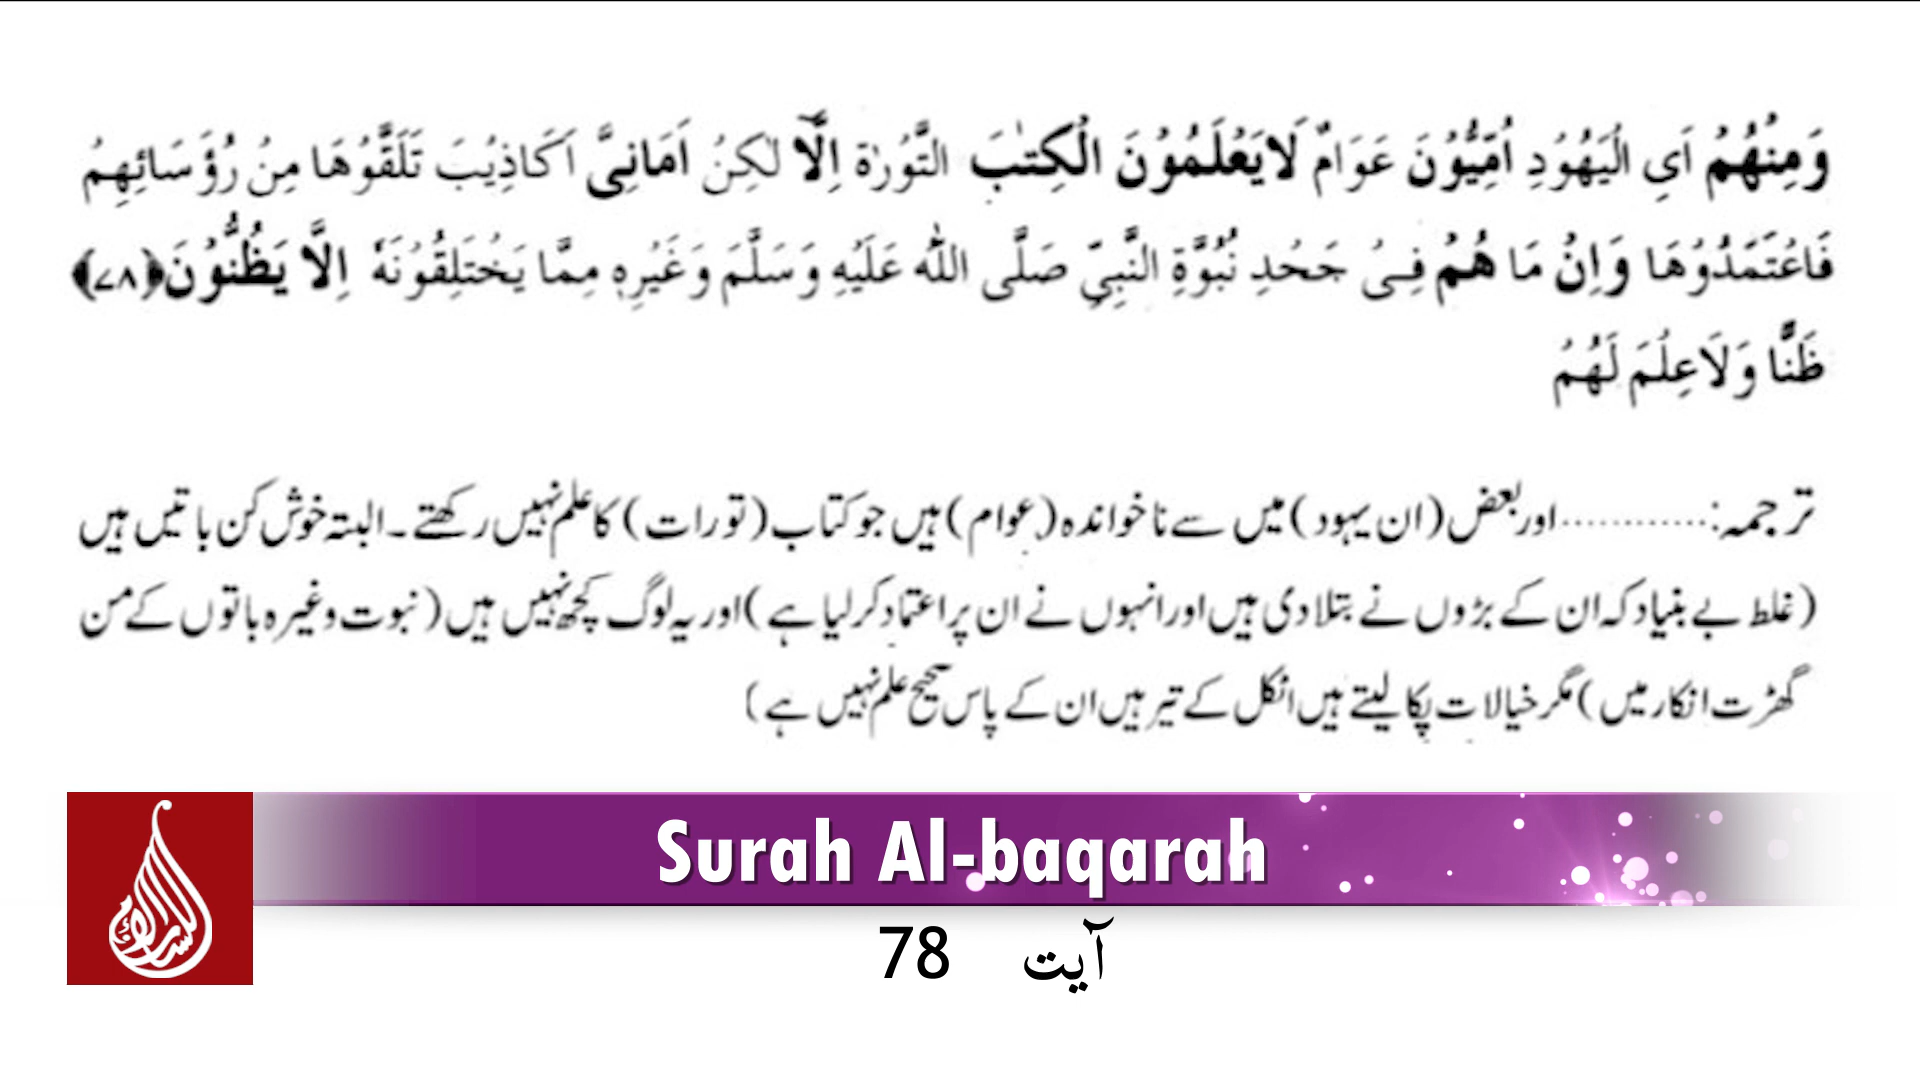 وَمِنْهُمْ اَيِ الْيَهُوْدِ اُمِّيُّوْنَ عَوَامٌ لَايَعْلَمُوْنَ الْكِتٰبَ التَّوْرٰة اِلَّآ لٰكِنْ اَمَانِیَّ اَكَاذِيْبَ تَلَقَّوْهَا مِنْ رُؤَسَائِهِمْ
فَاعْتَمَدُوْهَا وَاِنْ مَا هُمْ فِیْ جَحْدِ نُبُوَّةِ النَّبِيِّ صَلَّى اللّٰهُ عَلَيْهِ وَسَلَّمَ وَغَيْرِهٖ مِمَّا يَخْتَلِقُوْنَهٗ اِلَّا يَظُنُّوْنَ﴿۷۸﴾
ظَنًّا وَلَاعِلْمَ لَهُمْ
ترجمہ:............اور بعض (ان یہود) میں سے ناخواندہ (عوام) ہیں جو کتاب (تورات) کا علم نہیں رکھتے۔ البتہ خوش کن باتیں ہیں
(غلط بے بنیاد کہ ان کے بڑوں نے بتلا دی ہیں اور انہوں نے ان پر اعتماد کر لیا ہے) اور یہ لوگ کچھ نہیں ہیں (نبوت وغیرہ باتوں کے من
گھڑت انکار میں) مگر خیالات پکا لیتے ہیں اٹکل کے تیر ہیں ان کے پاس صحیح علم نہیں ہے)
Surah Al-baqarah
آیت 78